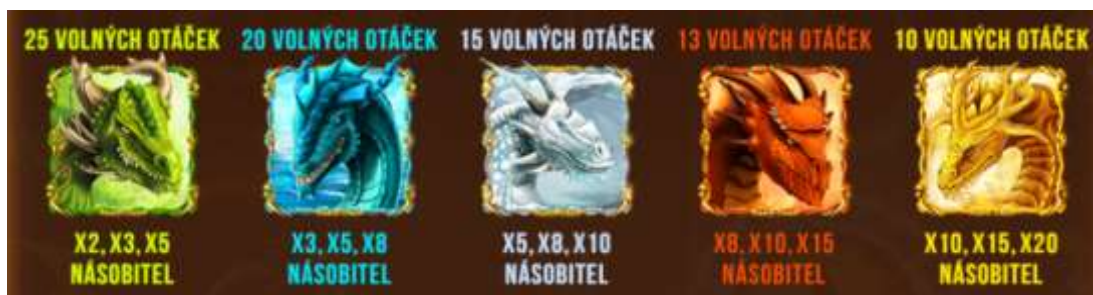 25 VOLNÝCH OTÁČEK
20 VOLNÝCH OTÁČEK
15 VOLNÝCH OTÁČEK
13 VOLNÝCH OTÁČEK
10 VOLNÝCH OTÁČEK
X2, X3, X5
NÁSOBITEL
X3, X5, X8
NÁSOBITEL
X5, X8, X10
NÁSOBITEL
X8, X10, X15
NÁSOBITEL
X10, X15, X20
NÁSOBITEL